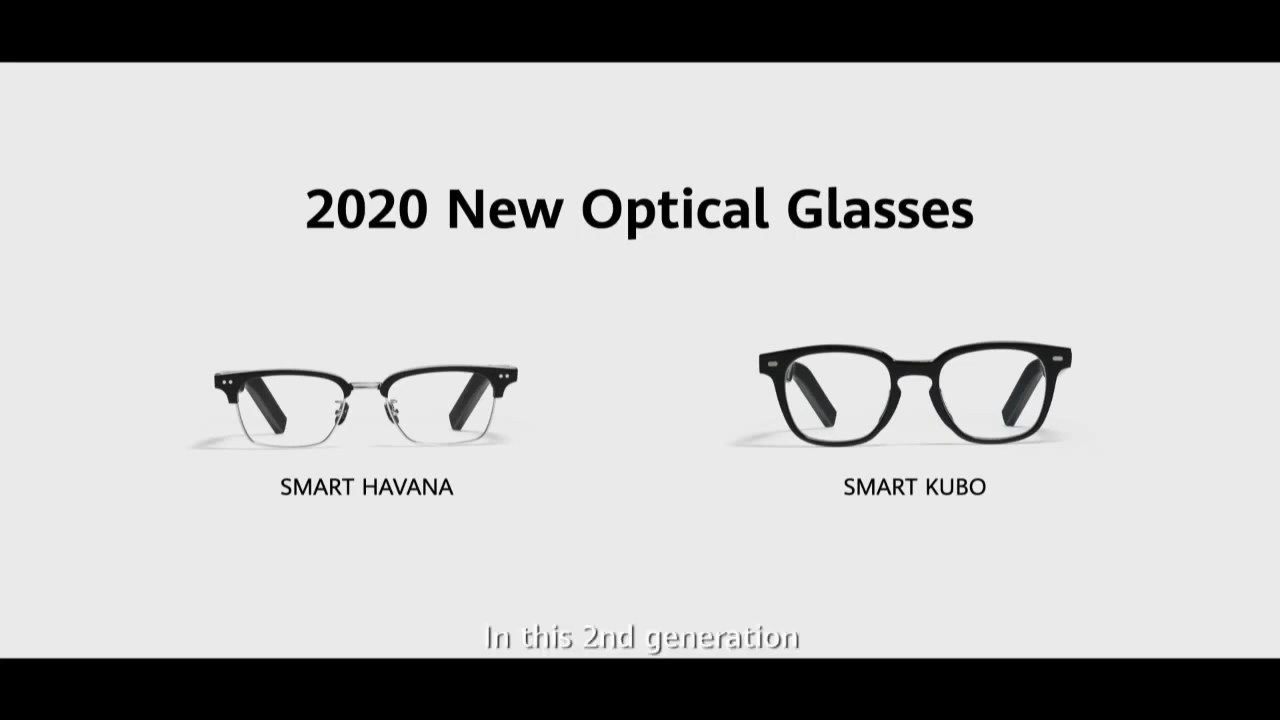 2020 New Optical Glasses
SMART HAVANA
SMART KUBO
In this 2nd generation